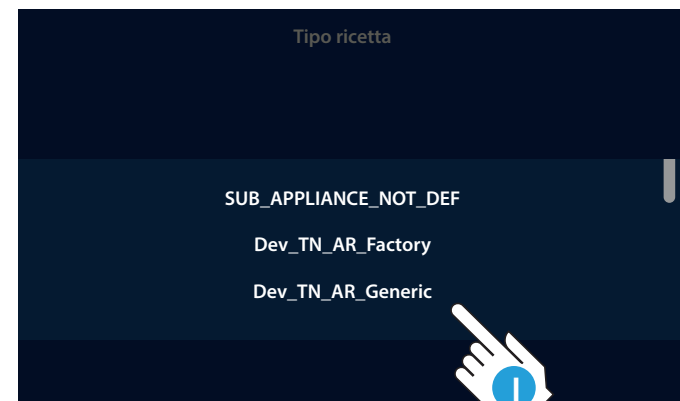 Tipo ricetta
SUB_APPLIANCE_NOT_DEF
Dev_TN_AR_Factory
Dev_TN_AR_Generic